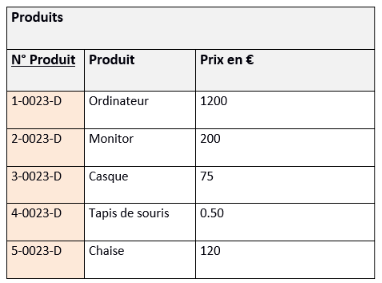 Produits
N° Produit Produit Prix en €
1-0023-D Ordinateur 1200
2-0023-D Monitor 200
3-0023-D Casque 75
4-0023-D Tapis de souris 0.50
5-0023-D Chaise 120